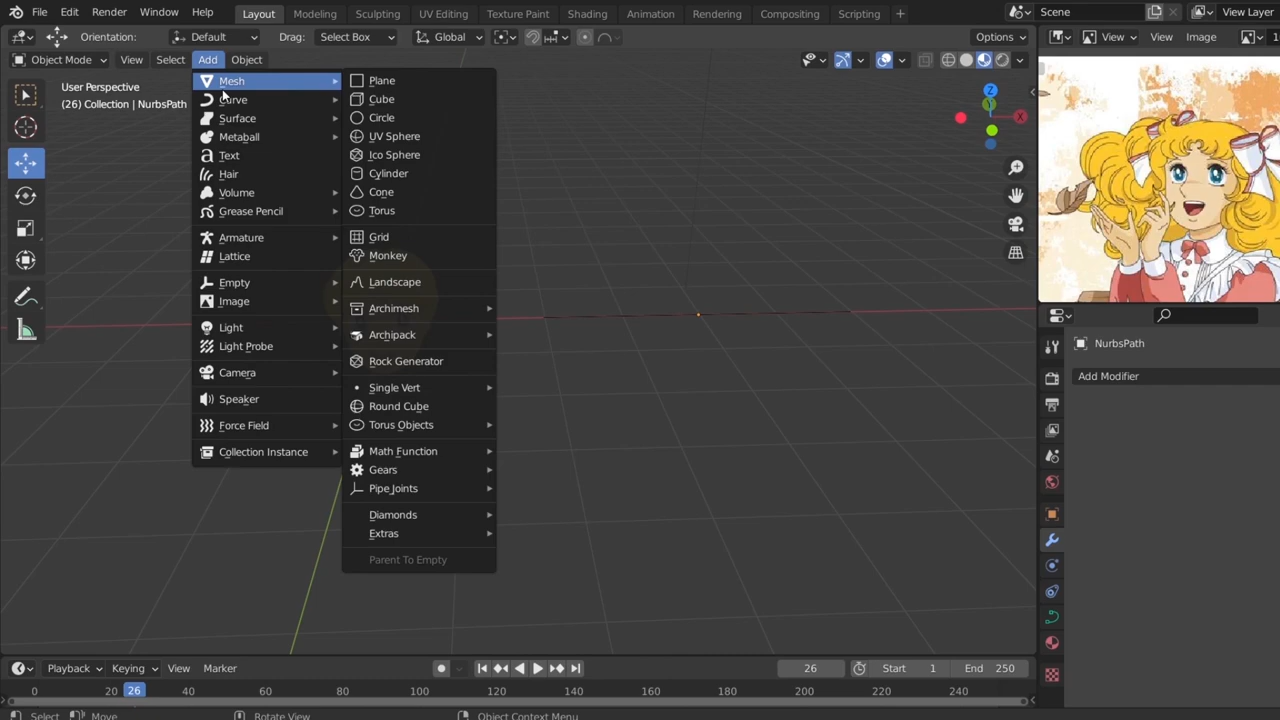 File Edit Render Window Help Layout Modeling Sculpting UV Editing Texture Paint Shading Animation Rendering Compositing Scripting + Scene View Layer
Orientation: Default Drag: Select Box Global Options View View Image
Object Mode View Select Add Object
User Perspective
(26) Collection | NurbsPath
Mesh
Curve
Surface
Metaball
Text
Hair
Volume
Grease Pencil
Armature
Lattice
Empty
Image
Light
Light Probe
Camera
Speaker
Force Field
Collection Instance
Plane
Cube
Circle
UV Sphere
Ico Sphere
Cylinder
Cone
Torus
Grid
Monkey
Landscape
Archimesh
Archipack
Rock Generator
Single Vert
Round Cube
Torus Objects
Math Function
Gears
Pipe Joints
Diamonds
Extras
Parent To Empty
Z
Y
X
NurbsPath
Add Modifier
Playback Keying View Marker 26 Start 1 End 250
0 20 26 40 60 80 100 120 140 160 180 200 220 240
Select Move Rotate View Object Context Menu